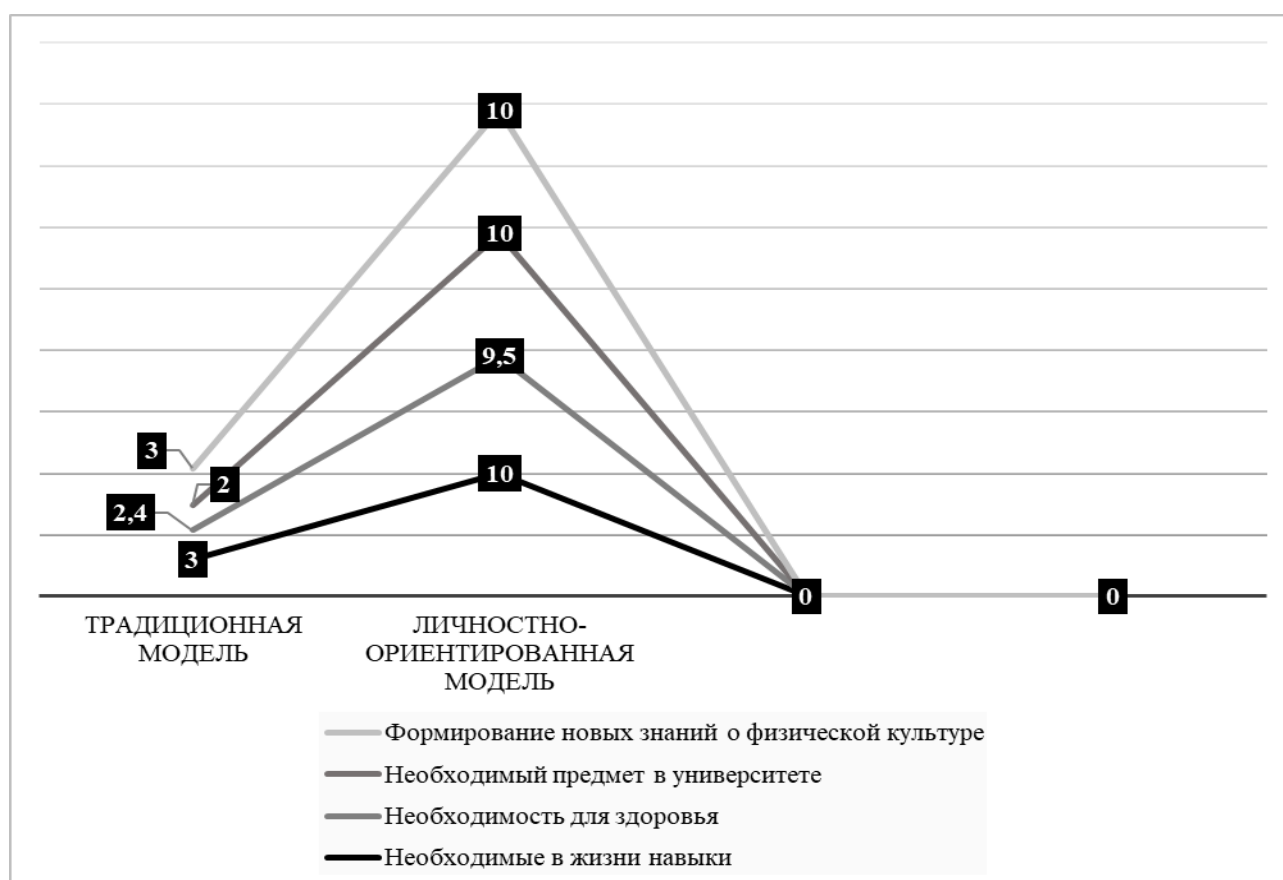 10
10
9,5
3
2
10
2,4
3
0
0
ТРАДИЦИОННАЯ
МОДЕЛЬ
ЛИЧНОСТНО-
ОРИЕНТИРОВАННАЯ
МОДЕЛЬ
Формирование новых знаний о физической культуре
Необходимый предмет в университете
Необходимость для здоровья
Необходимые в жизни навыки